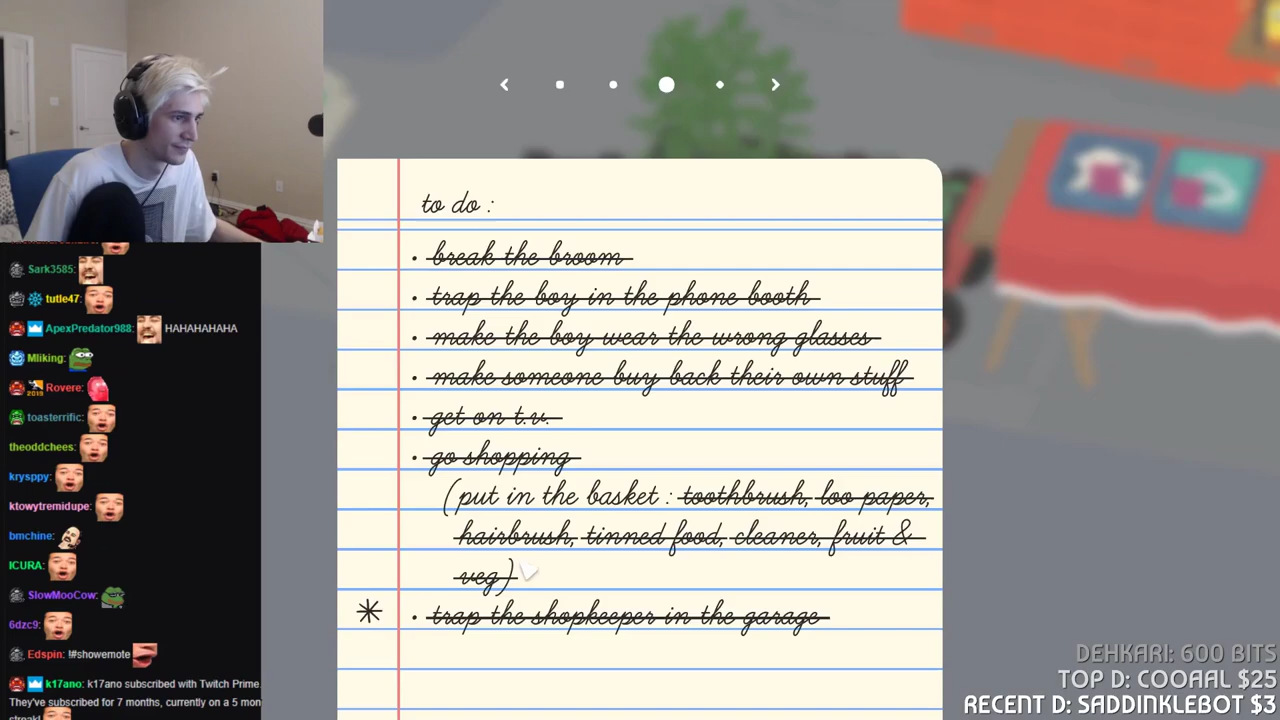 to do :
• break the broom
• trap the boy in the phone booth
• make the boy wear the wrong glasses
• make someone buy back their own stuff
• get on t.v.
• go shopping
(put in the basket : toothbrush, loo paper,
hairbrush, tinned food, cleaner, fruit &
veg)
• trap the shopkeeper in the garage
Sark3585:
tutle47:
ApexPredator988: HAHAHAHAHA
Mliking:
2019 Rovere:
toasterrific:
theoddchees:
krysppy:
ktowytremidupe:
bmchine:
ICURA:
SlowMooCow:
6dzc9:
Edspin: !#showemote
k17ano: k17ano subscribed with Twitch Prime.
They've subscribed for 7 months, currently on a 5 mon
streak!
DEHKARI: 600 BITS
TOP D: COOAAL $25
RECENT D: SADDINKLEBOT $3